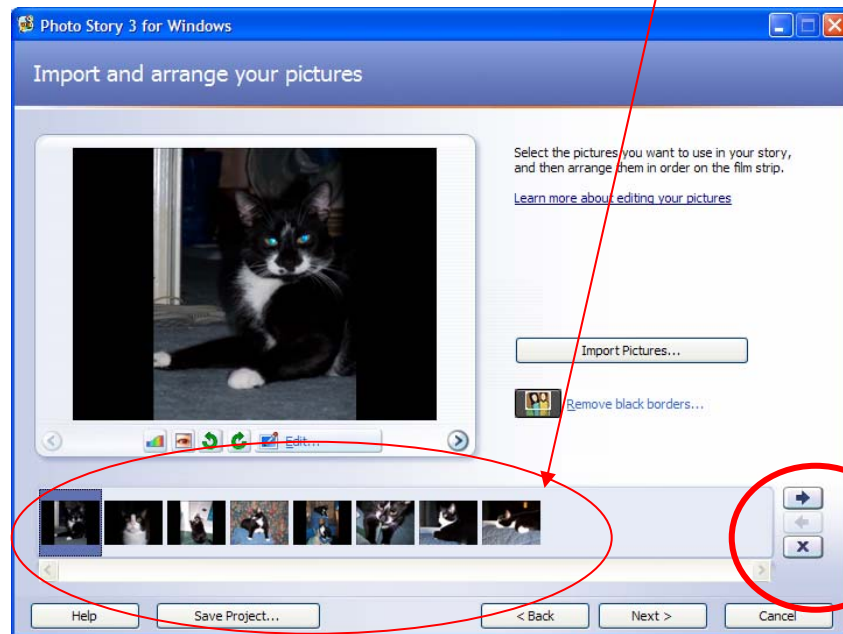 Photo Story 3 for Windows
Import and arrange your pictures
Select the pictures you want to use in your story,
and then arrange them in order on the film strip.
Learn more about editing your pictures
Import Pictures...
Remove black borders...
Edit...
Help
Save Project...
< Back
Next >
Cancel